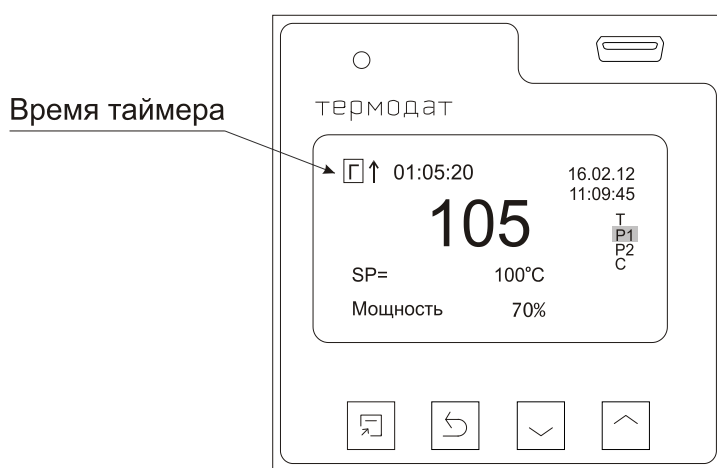 Время таймера
термодат
Г↑ 01:05:20
16.02.12
11:09:45
105
T
P1
P2
C
SP= 100°C
Мощность 70%